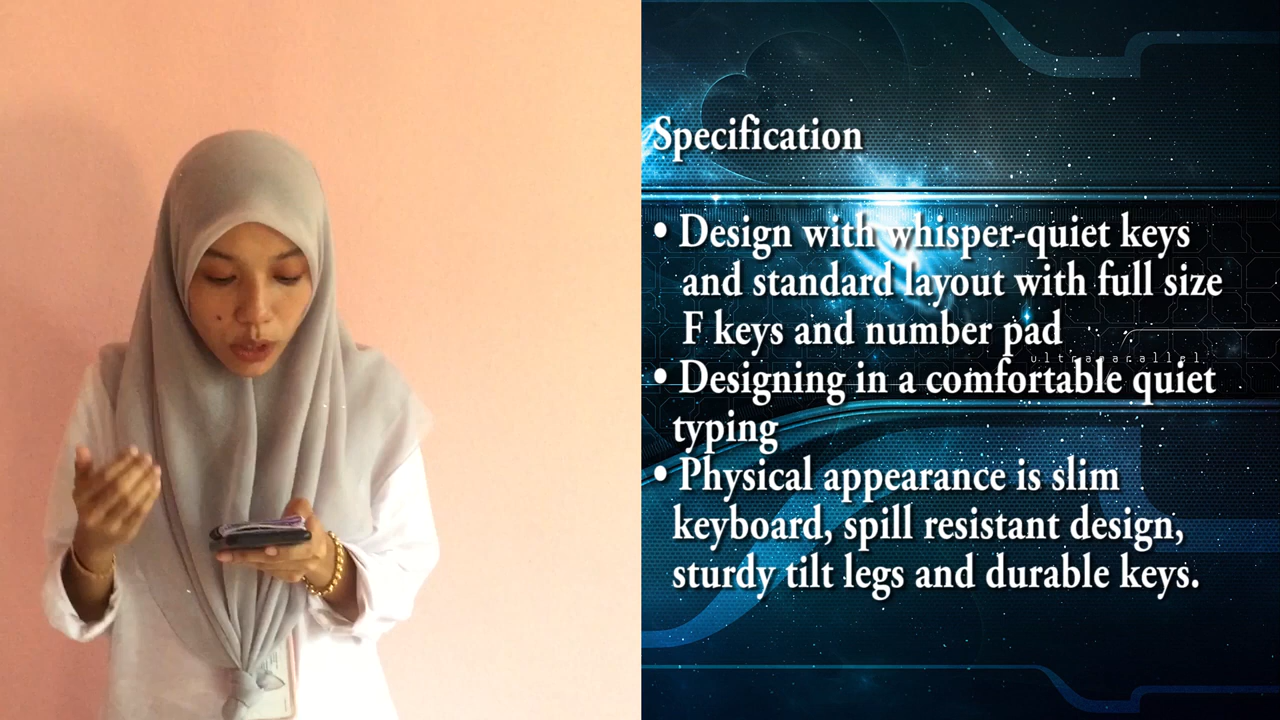 Specification
• Design with whisper-quiet keys
and standard layout with full size
F keys and number pad
ultraparallel
• Designing in a comfortable quiet
typing
• Physical appearance is slim
keyboard, spill resistant design,
sturdy tilt legs and durable keys.